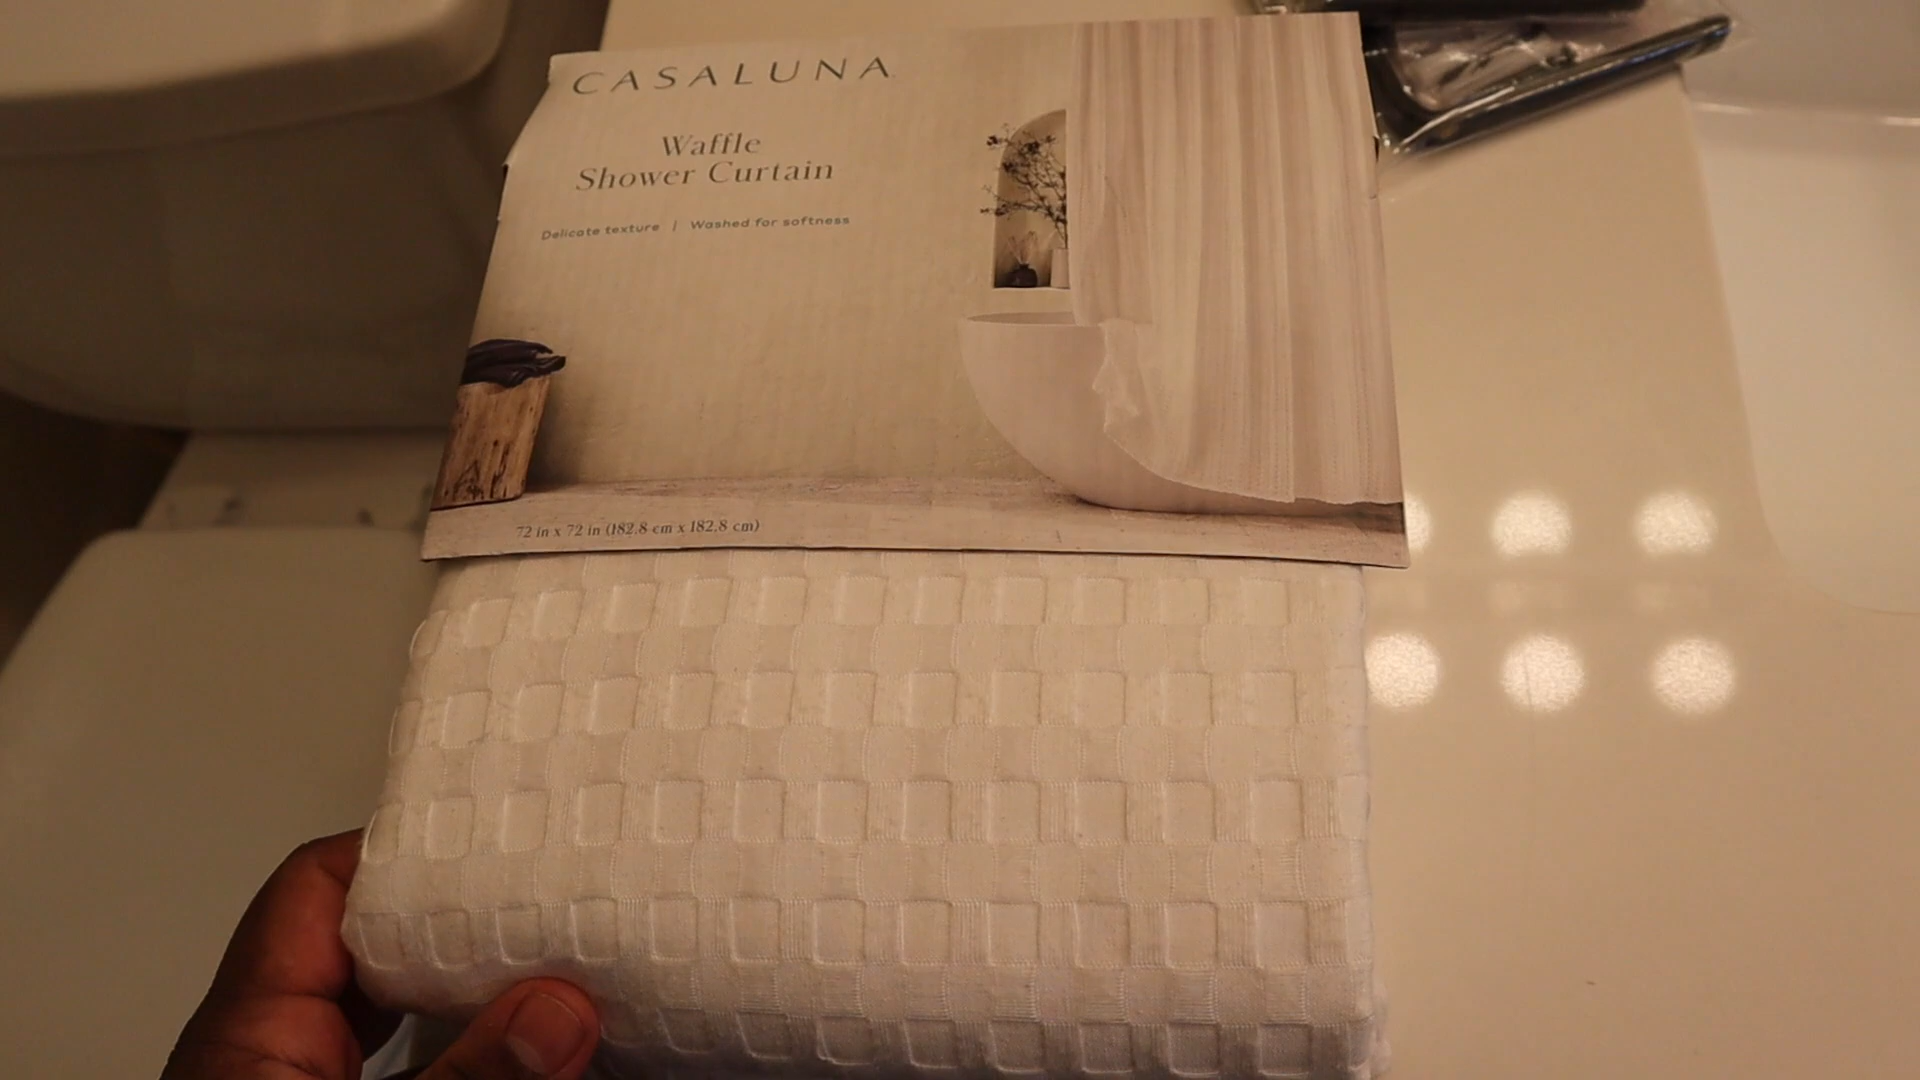 CASALUNA
Waffle
Shower Curtain
Delicate texture | Washed for softness
72 in x 72 in (182.8 cm x 182.8 cm)